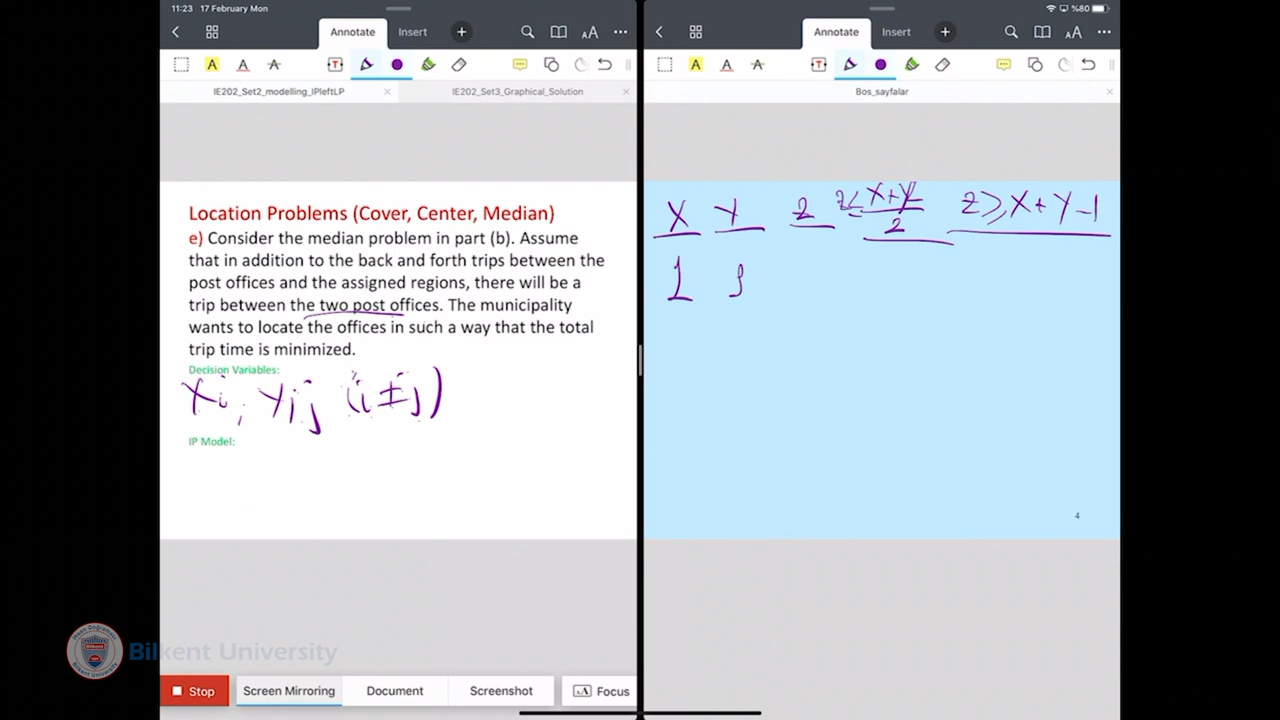 11:23 17 February Mon
%80
Annotate
Insert
AA
Annotate
Insert
AA
A A A T
A A A T
IE202_Set2_modelling_IPleftLP
IE202_Set3_Graphical_Solution
Bos_sayfalar
Location Problems (Cover, Center, Median)
e) Consider the median problem in part (b). Assume
that in addition to the back and forth trips between the
post offices and the assigned regions, there will be a
trip between the two post offices. The municipality
wants to locate the offices in such a way that the total
trip time is minimized.
Decision Variables:
Xi, Yij (i≠j)
IP Model:
X Y Z Z≤(X+Y)/2 Z≥X+Y-1
1
4
Bilkent University
Stop
Screen Mirroring
Document
Screenshot
AA Focus